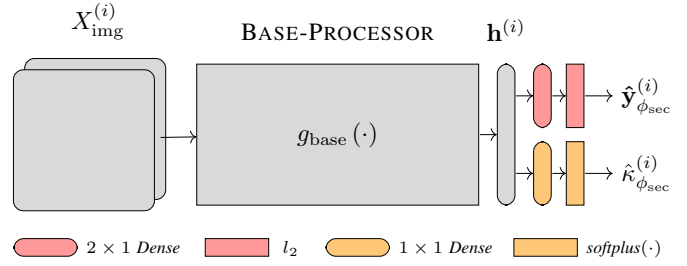 X_img^(i) BASE-PROCESSOR h^(i)
g_base (·)
ŷ_ϕsec^(i)
κ̂_ϕsec^(i)
2 × 1 Dense l_2 1 × 1 Dense softplus(·)